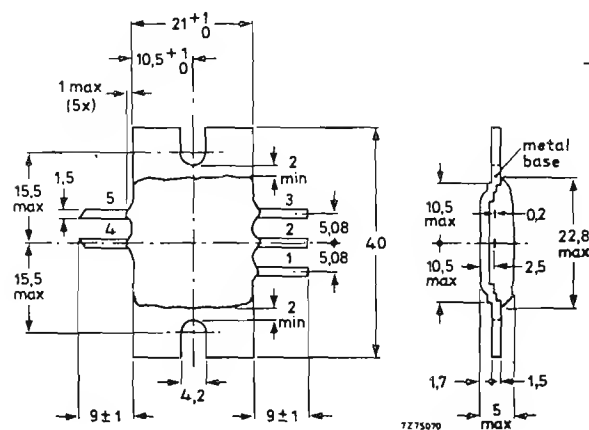 21 +1 0
10,5 +1 0
1 max
(5x)
15,5
max
1,5
5
4
15,5
max
9±1
4,2
9±1
2
min
3
2
1
5,08
5,08
2
min
40
metal
base
10,5
max
0,2
10,5
max
2,5
22,8
max
1,7
1,5
5
max
7Z75070